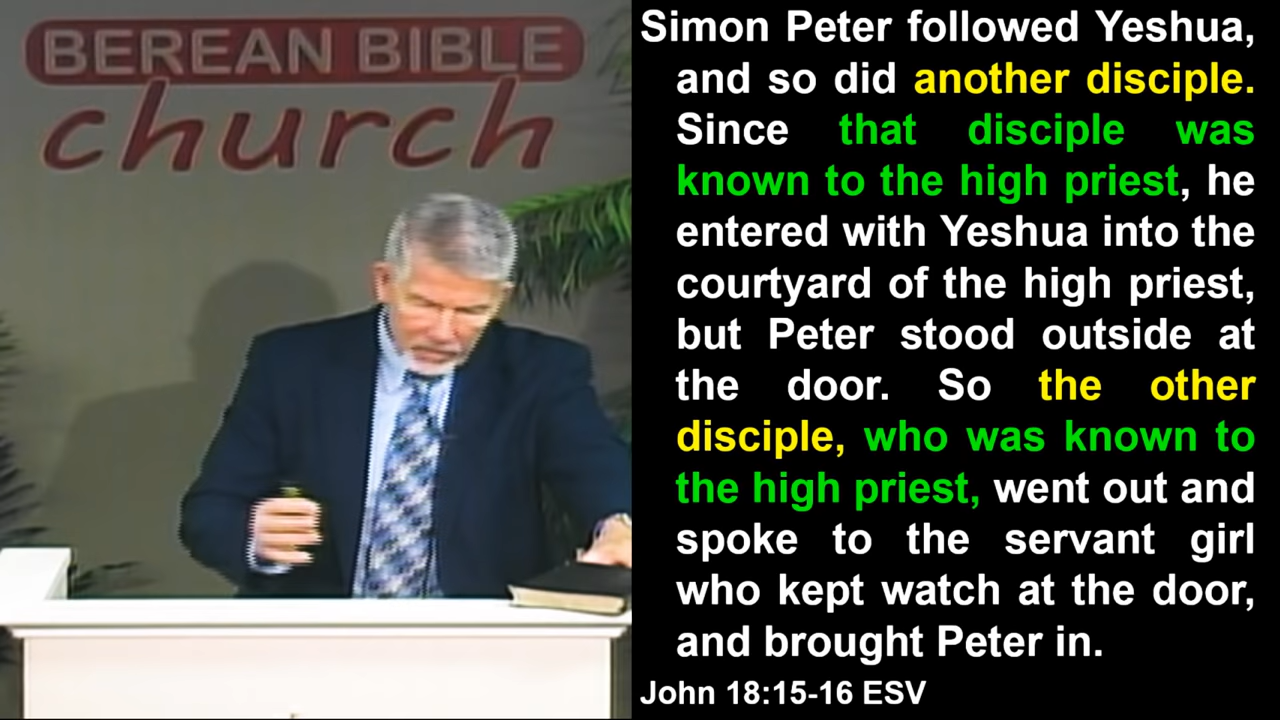 BEREAN BIBLE
church
Simon Peter followed Yeshua,
and so did another disciple.
Since that disciple was
known to the high priest, he
entered with Yeshua into the
courtyard of the high priest,
but Peter stood outside at
the door. So the other
disciple, who was known to
the high priest, went out and
spoke to the servant girl
who kept watch at the door,
and brought Peter in.
John 18:15-16 ESV